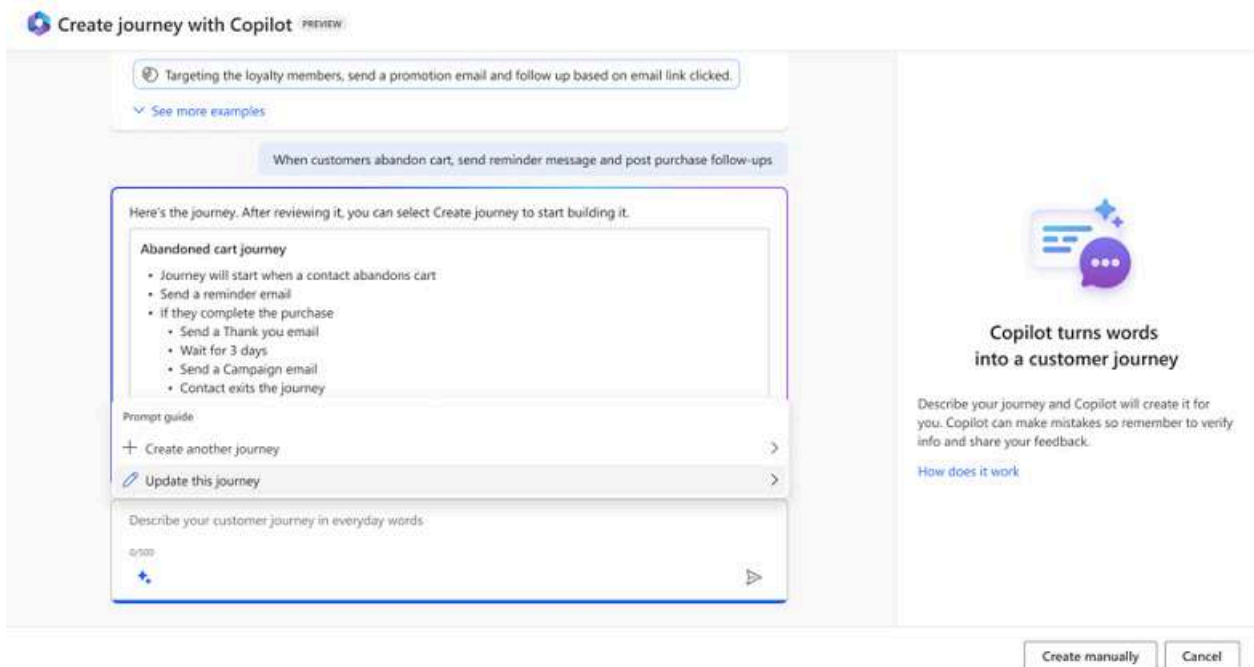 Create journey with Copilot PREVIEW
Targeting the loyalty members, send a promotion email and follow up based on email link clicked.
See more examples
When customers abandon cart, send reminder message and post purchase follow-ups
Here's the journey. After reviewing it, you can select Create journey to start building it.
Abandoned cart journey
• Journey will start when a contact abandons cart
• Send a reminder email
• if they complete the purchase
• Send a Thank you email
• Wait for 3 days
• Send a Campaign email
• Contact exits the journey
Prompt guide
Create another journey
Update this journey
Describe your customer journey in everyday words
0/500
Copilot turns words
into a customer journey
Describe your journey and Copilot will create it for
you. Copilot can make mistakes so remember to verify
info and share your feedback.
How does it work
Create manually
Cancel